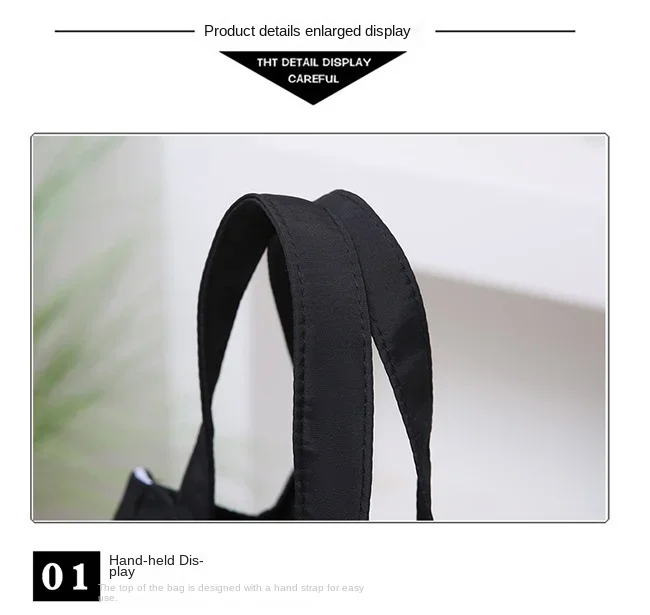 Product details enlarged display
THT DETAIL DISPLAY
CAREFUL
01
Hand-held Dis-
play
The top of the bag is designed with a hand strap for easy
use.